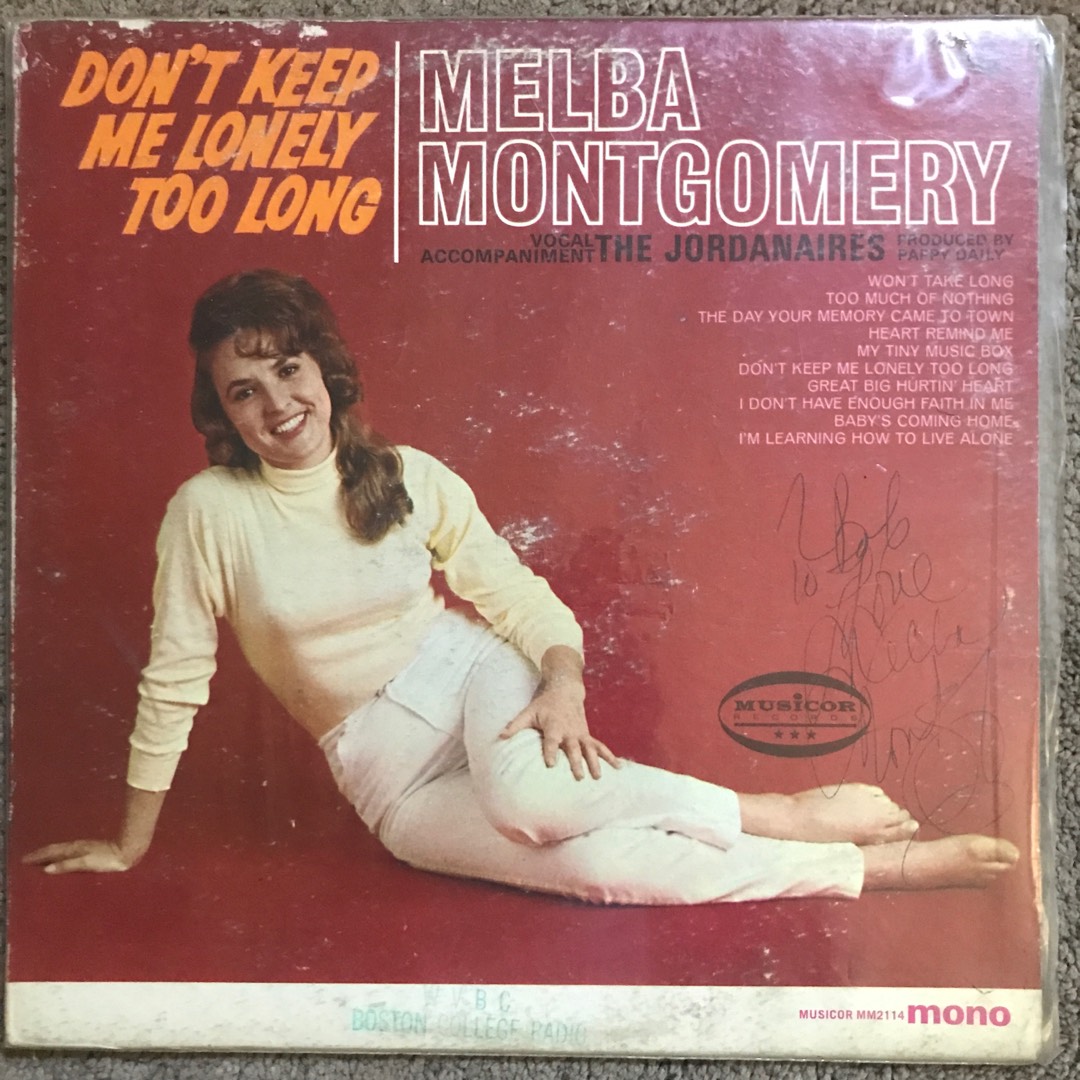 DON'T KEEP
ME LONELY
TOO LONG
MELBA
MONTGOMERY
VOCAL
ACCOMPANIMENT THE JORDANAIRES
PRODUCED BY
PAPPY DAILY
WON'T TAKE LONG
TOO MUCH OF NOTHING
THE DAY YOUR MEMORY CAME TO TOWN
HEART REMIND ME
MY TINY MUSIC BOX
DON'T KEEP ME LONELY TOO LONG
GREAT BIG HURTIN' HEART
I DON'T HAVE ENOUGH FAITH IN ME
BABY'S COMING HOME
I'M LEARNING HOW TO LIVE ALONE
To Bob
Love
Melba
MUSICOR
RECORDS
BC
BOSTON COLLEGE RADIO
MUSICOR MM2114 mono